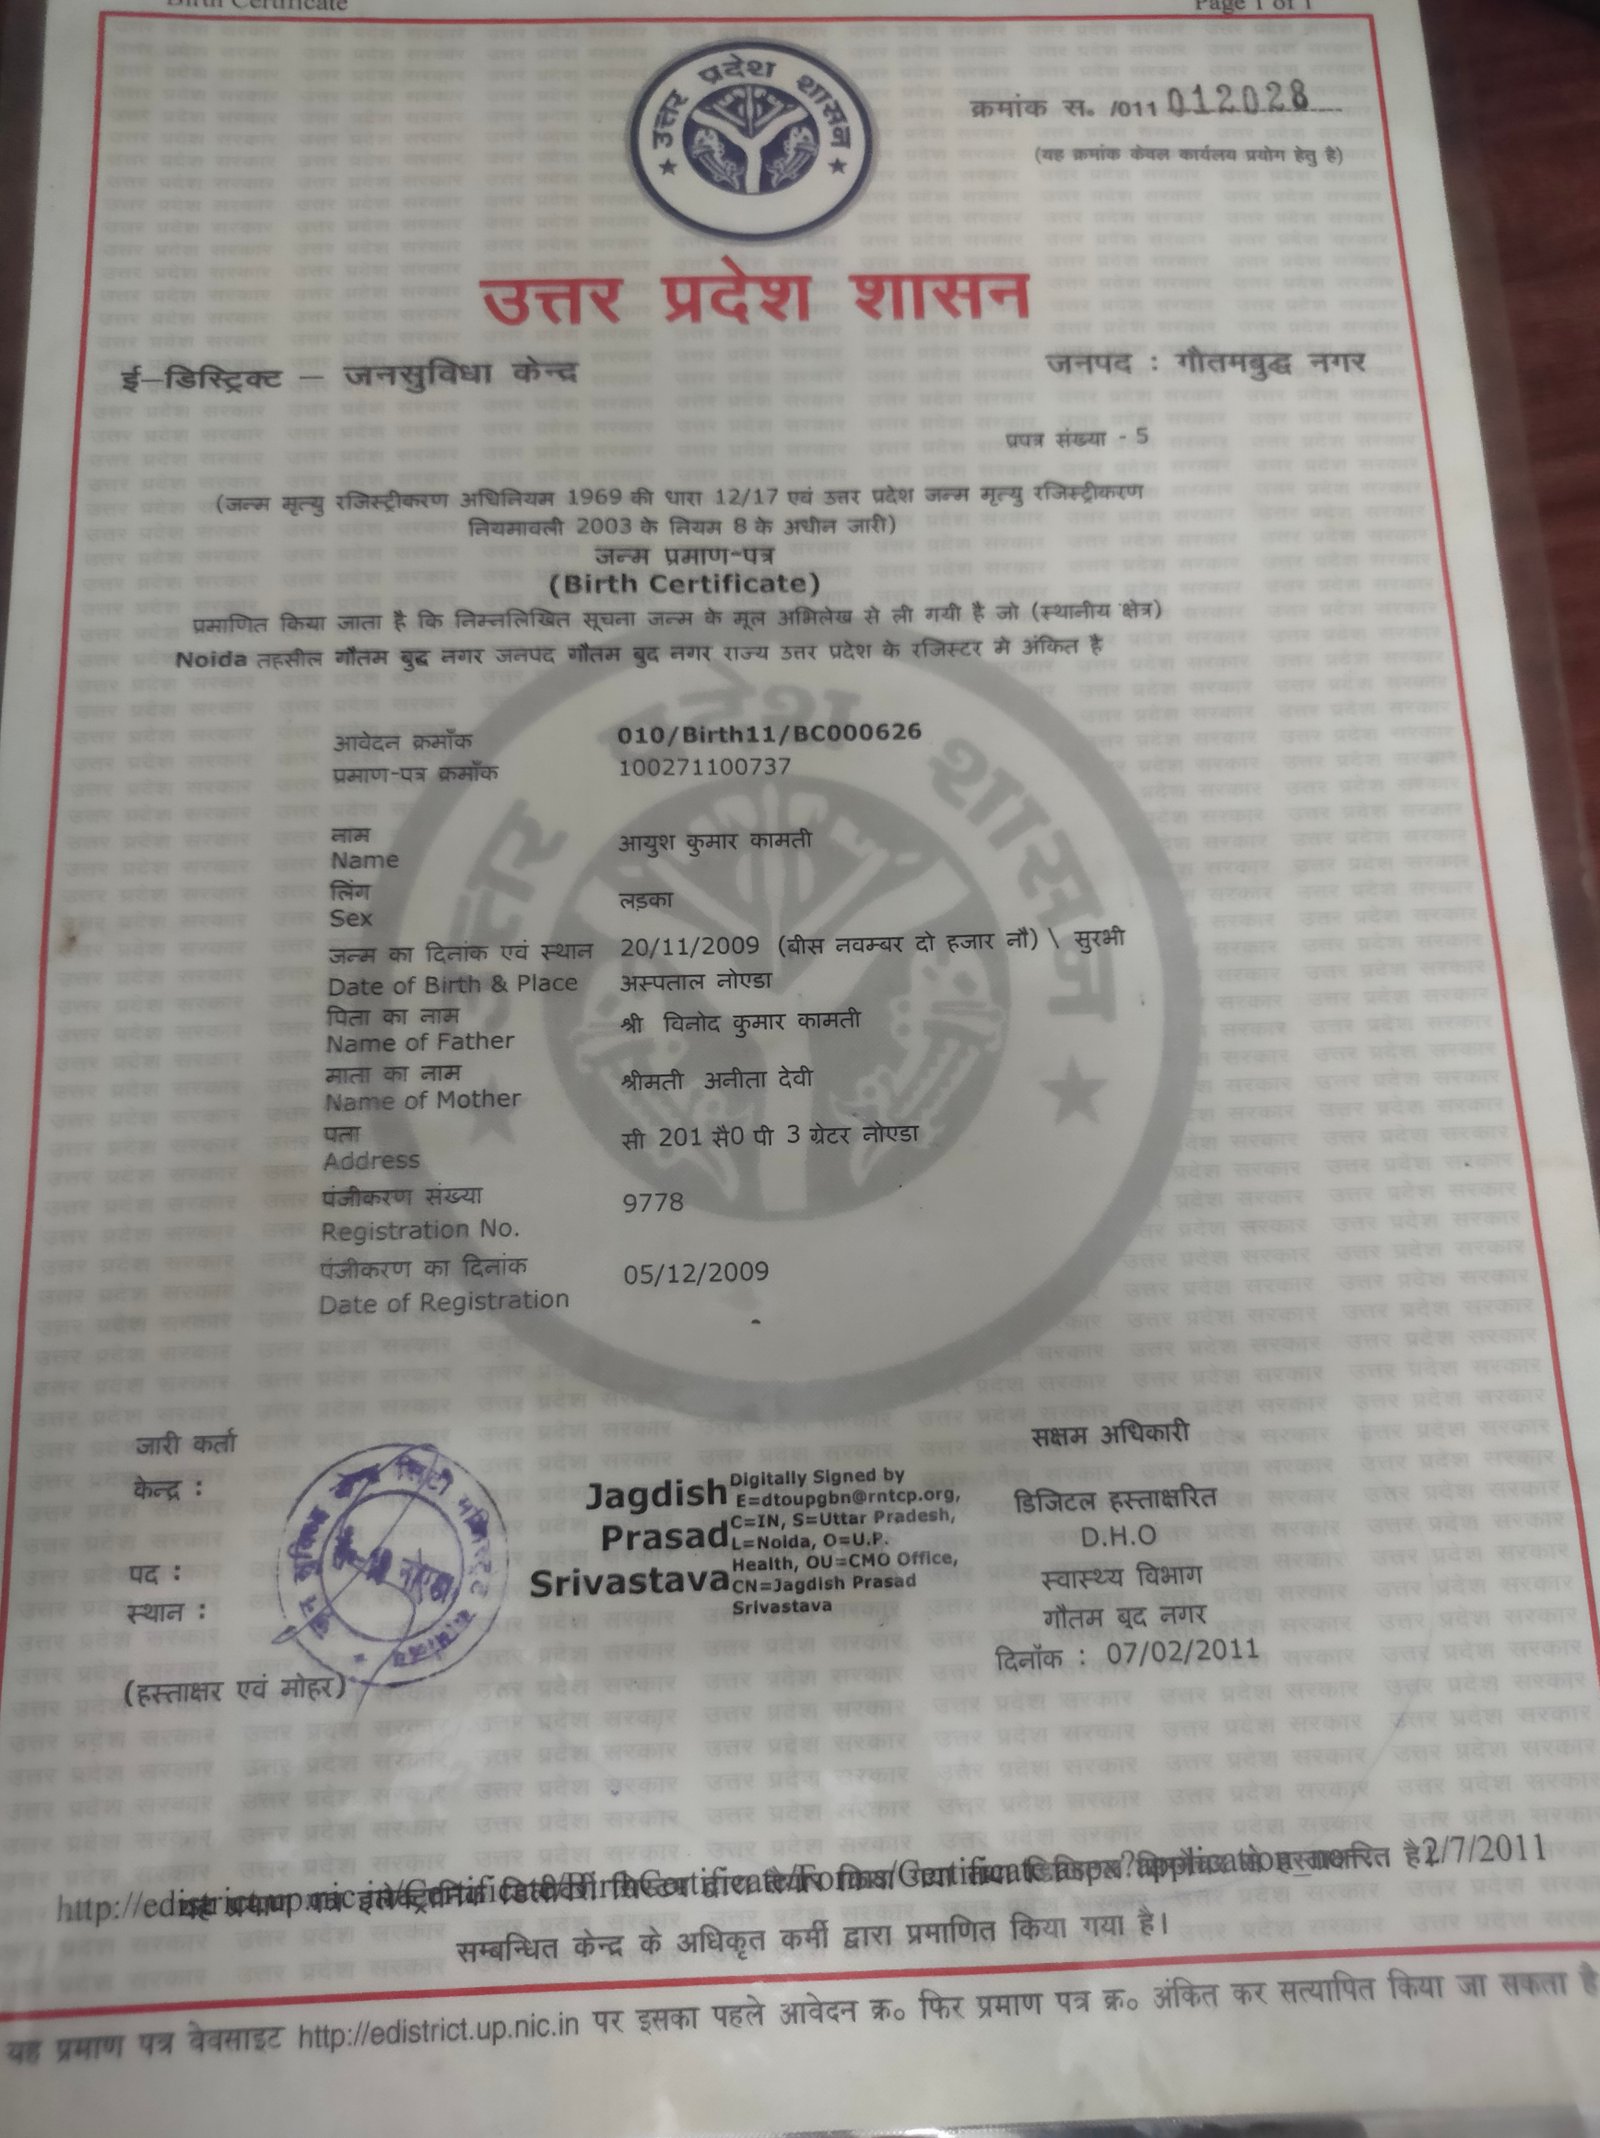 Birth Certificate
Page 1 of 1
उत्तर प्रदेश शासन
क्रमांक स. /011 012028
(यह क्रमांक केवल कार्यलय प्रयोग हेतु है)
उत्तर प्रदेश शासन
ई-डिस्ट्रिक्ट - जनसुविधा केन्द्र
जनपद : गौतमबुद्ध नगर
प्रपत्र संख्या - 5
(जन्म मृत्यु रजिस्ट्रीकरण अधिनियम 1969 की धारा 12/17 एवं उत्तर प्रदेश जन्म मृत्यु रजिस्ट्रीकरण
नियमावली 2003 के नियम 8 के अधीन जारी)
जन्म प्रमाण-पत्र
(Birth Certificate)
प्रमाणित किया जाता है कि निम्नलिखित सूचना जन्म के मूल अभिलेख से ली गयी है जो (स्थानीय क्षेत्र)
Noida तहसील गौतम बुद्ध नगर जनपद गौतम बुद नगर राज्य उत्तर प्रदेश के रजिस्टर मे अंकित है
आवेदन क्रमाँक 010/Birth11/BC000626
प्रमाण-पत्र क्रमाँक 100271100737
नाम
Name आयुश कुमार कामती
लिंग
Sex लड़का
जन्म का दिनांक एवं स्थान 20/11/2009 (बीस नवम्बर दो हजार नौ) \ सुरभी
Date of Birth & Place अस्पताल नोएडा
पिता का नाम श्री विनोद कुमार कामती
Name of Father
माता का नाम श्रीमती अनीता देवी
Name of Mother
पता सी 201 सै0 पी 3 ग्रेटर नोएडा
Address
पंजीकरण संख्या 9778
Registration No.
पंजीकरण का दिनांक 05/12/2009
Date of Registration
जारी कर्ता
केन्द्र :
पद :
स्थान :
(हस्ताक्षर एवं मोहर)
सिटी मजिस्ट्रेट
नोएडा
Jagdish
Prasad
Srivastava
Digitally Signed by
E=dtoupgbn@rntcp.org,
C=IN, S=Uttar Pradesh,
L=Noida, O=U.P.
Health, OU=CMO Office,
CN=Jagdish Prasad
Srivastava
सक्षम अधिकारी
डिजिटल हस्ताक्षरित
D.H.O
स्वास्थ्य विभाग
गौतम बुद नगर
दिनाँक : 07/02/2011
2/7/2011
सम्बन्धित केन्द्र के अधिकृत कर्मी द्वारा प्रमाणित किया गया है।
यह प्रमाण पत्र वेवसाइट http://edistrict.up.nic.in पर इसका पहले आवेदन क्र० फिर प्रमाण पत्र क्र० अंकित कर सत्यापित किया जा सकता है